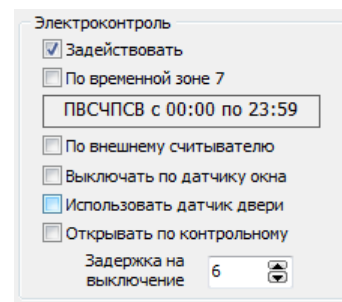 Электроконтроль
Задействовать
По временной зоне 7
ПВСЧПСВ с 00:00 по 23:59
По внешнему считывателю
Выключать по датчику окна
Использовать датчик двери
Открывать по контрольному
Задержка на
выключение
6